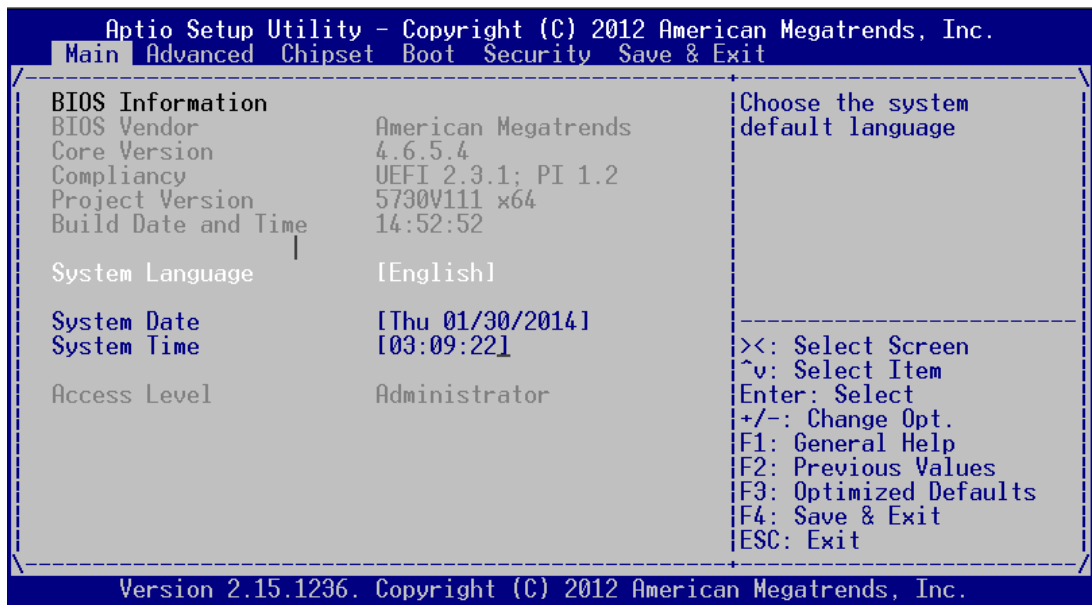 Aptio Setup Utility - Copyright (C) 2012 American Megatrends, Inc.
Main Advanced Chipset Boot Security Save & Exit
BIOS Information
BIOS Vendor American Megatrends
Core Version 4.6.5.4
Compliancy UEFI 2.3.1; PI 1.2
Project Version 5730V111 x64
Build Date and Time 14:52:52
System Language [English]
System Date [Thu 01/30/2014]
System Time [03:09:22]
Access Level Administrator
Choose the system
default language
><: Select Screen
^v: Select Item
Enter: Select
+/-: Change Opt.
F1: General Help
F2: Previous Values
F3: Optimized Defaults
F4: Save & Exit
ESC: Exit
Version 2.15.1236. Copyright (C) 2012 American Megatrends, Inc.